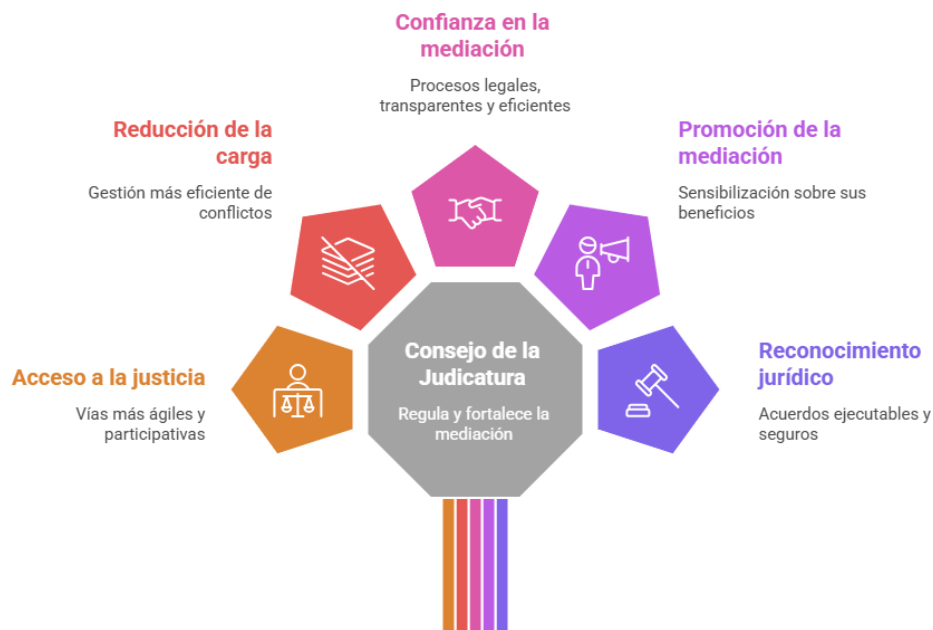 Confianza en la
mediación
Procesos legales,
transparentes y eficientes
Reducción de la
carga
Gestión más eficiente de
conflictos
Promoción de la
mediación
Sensibilización sobre sus
beneficios
Acceso a la justicia
Vías más ágiles y
participativas
Consejo de la
Judicatura
Regula y fortalece la
mediación
Reconocimiento
jurídico
Acuerdos ejecutables y
seguros